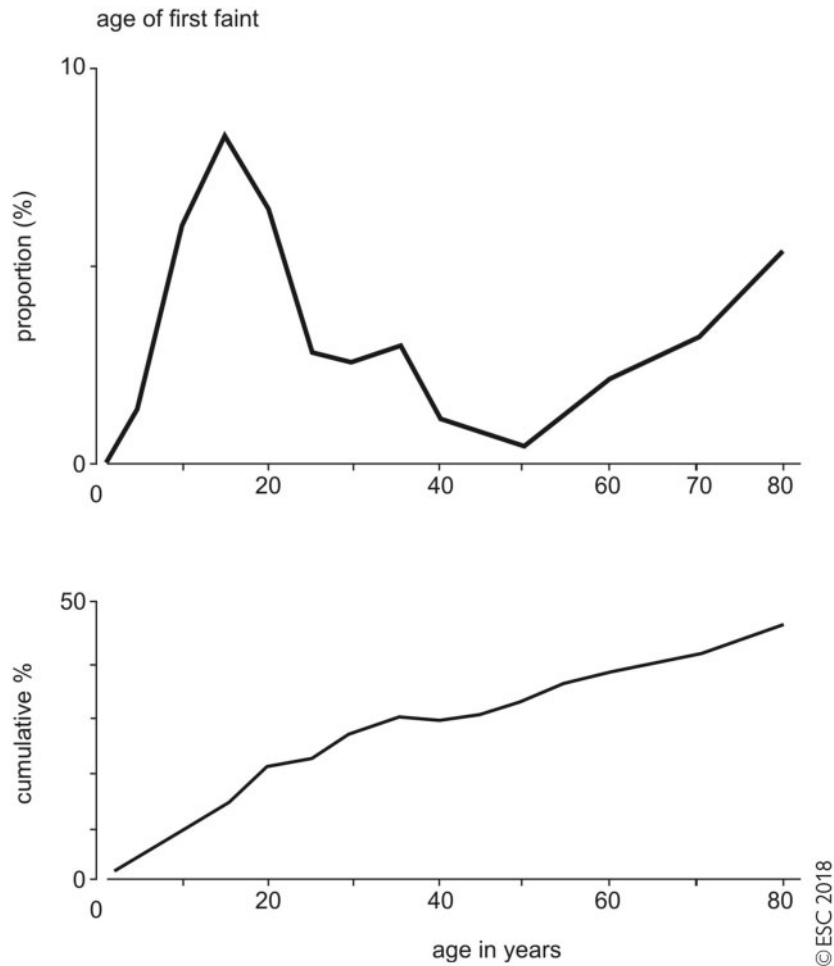 age of first faint
10
proportion (%)
0
0 20 40 60 70 80
50
cumulative %
0
0 20 40 60 80
age in years
©ESC 2018